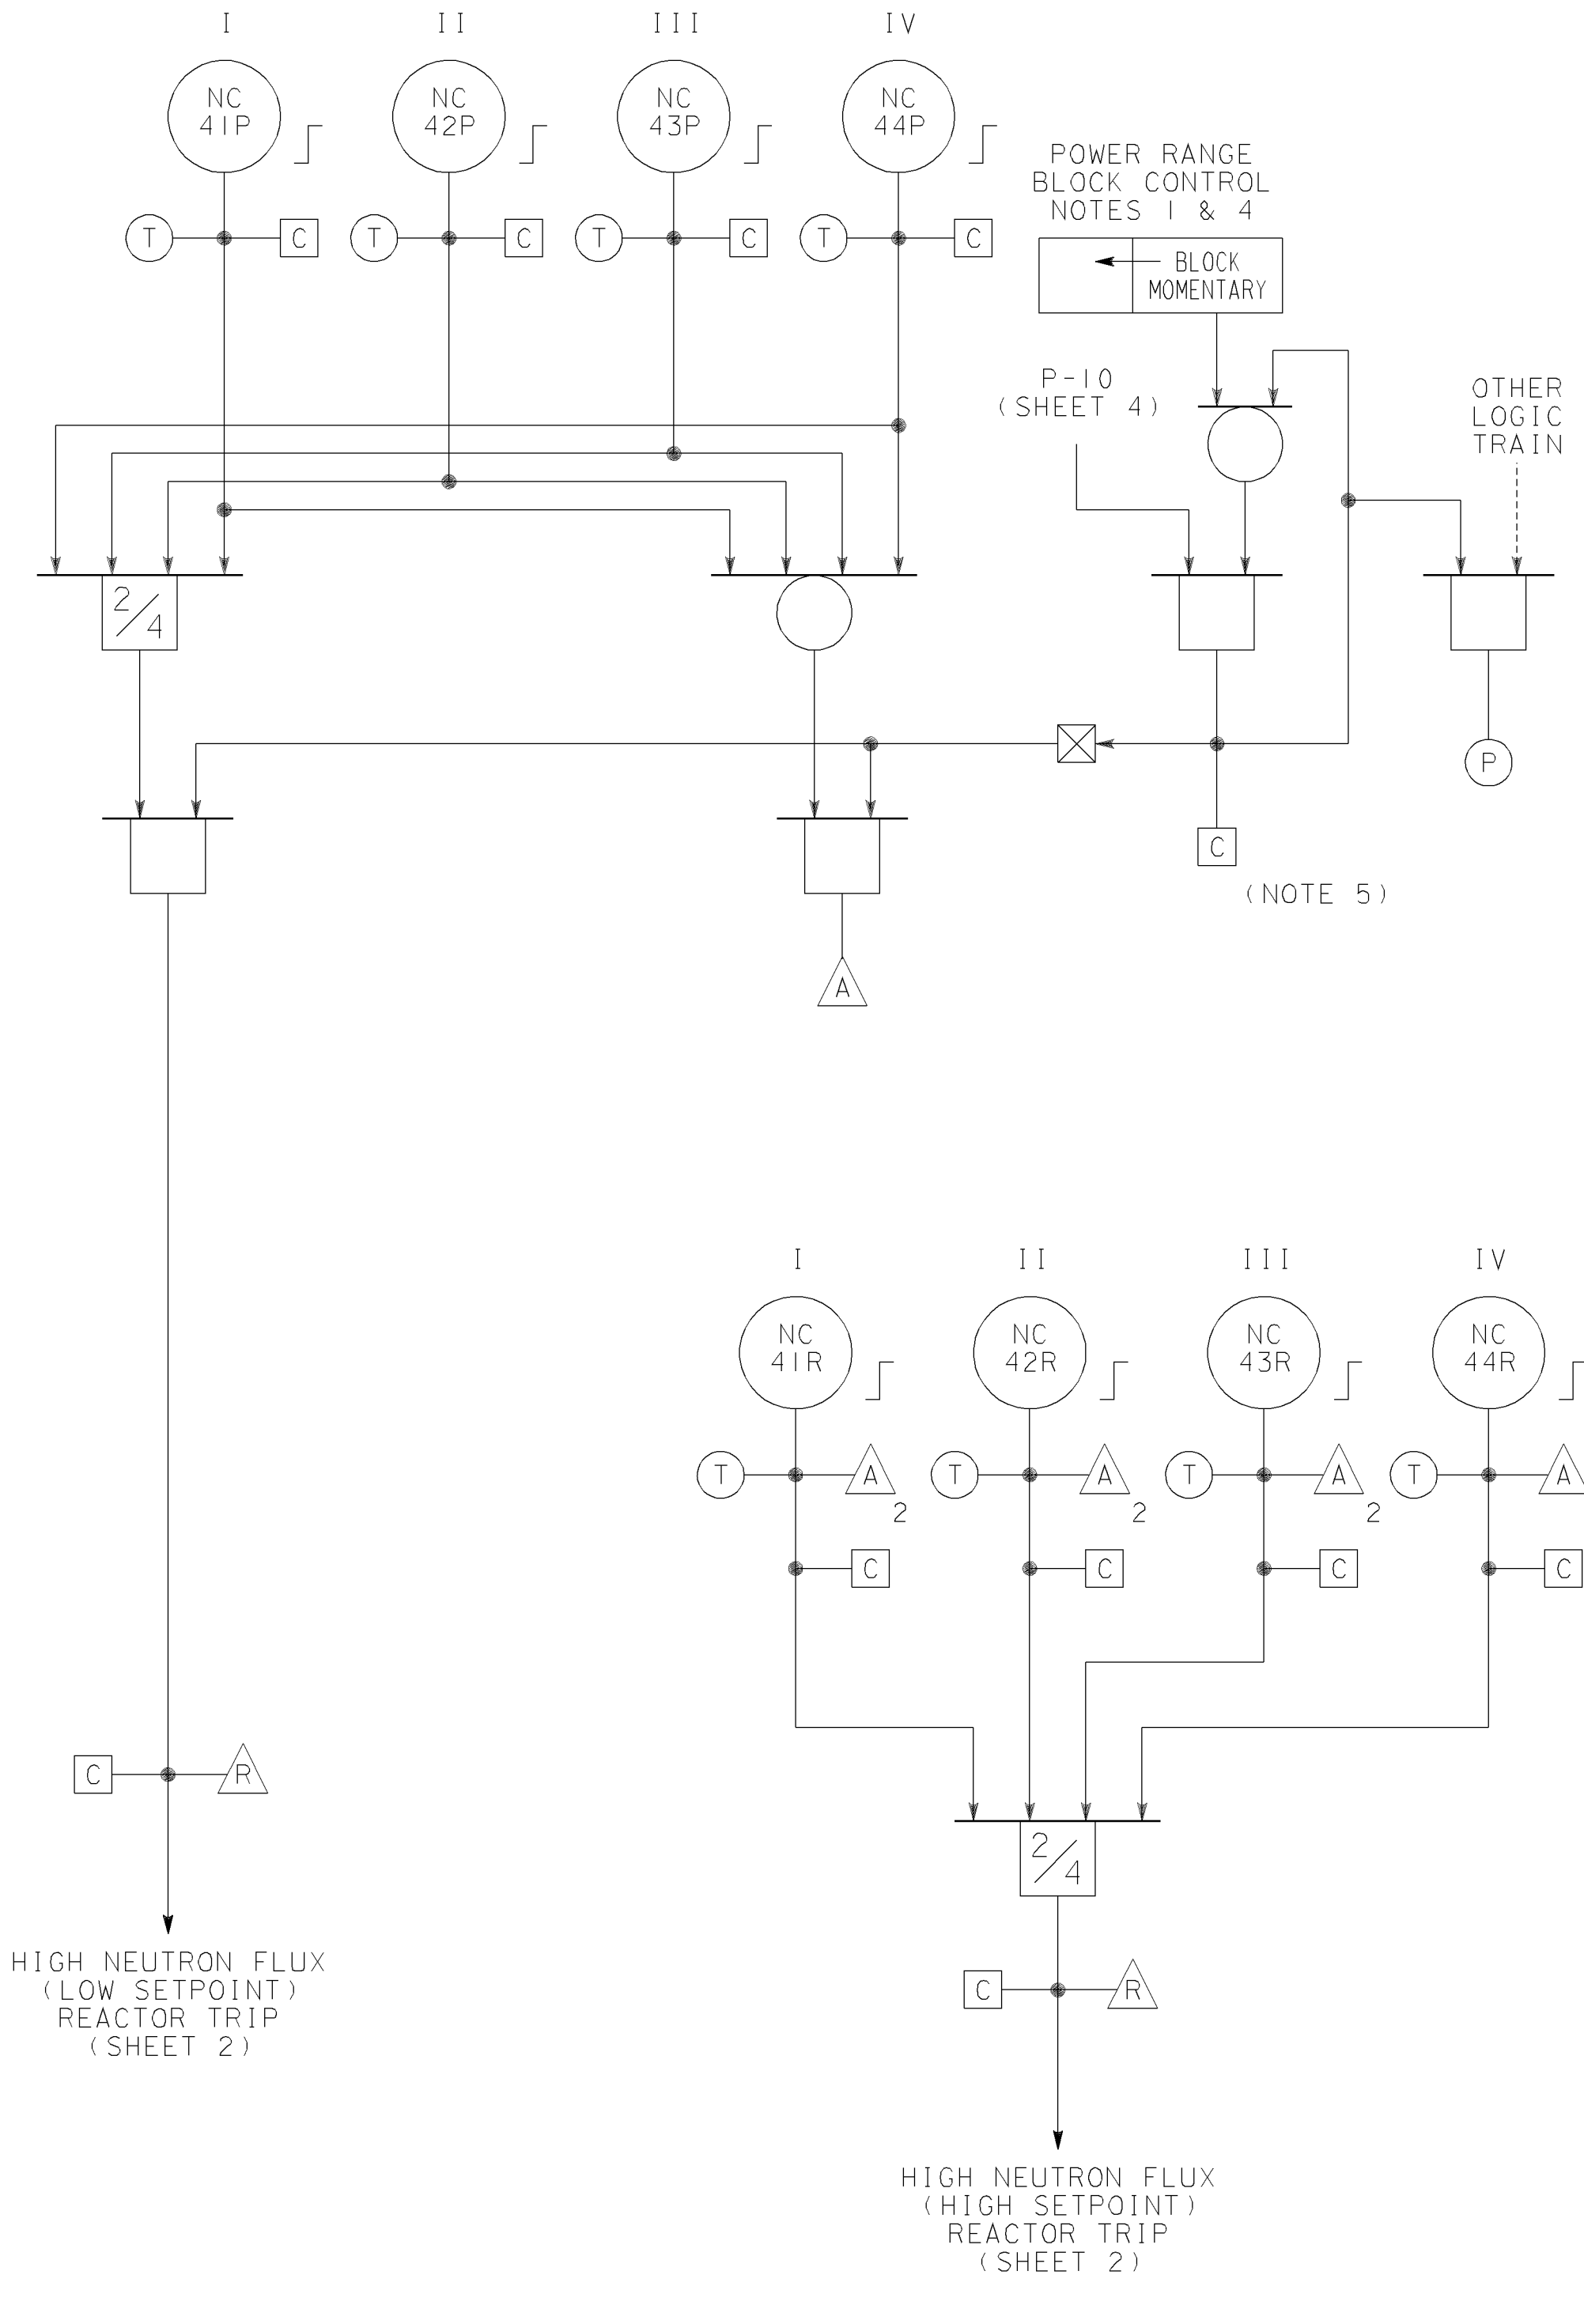 I II III IV
NC NC NC NC
41P 42P 43P 44P
POWER RANGE
BLOCK CONTROL
NOTES 1 & 4
T C T C T C T C
BLOCK
MOMENTARY
P-10
(SHEET 4)
OTHER
LOGIC
TRAIN
2/4
P
C
(NOTE 5)
A
I II III IV
NC NC NC NC
41R 42R 43R 44R
T A T A T A T A
2 2 2
C C C C
C R
2/4
HIGH NEUTRON FLUX
(LOW SETPOINT)
REACTOR TRIP
(SHEET 2)
C R
HIGH NEUTRON FLUX
(HIGH SETPOINT)
REACTOR TRIP
(SHEET 2)